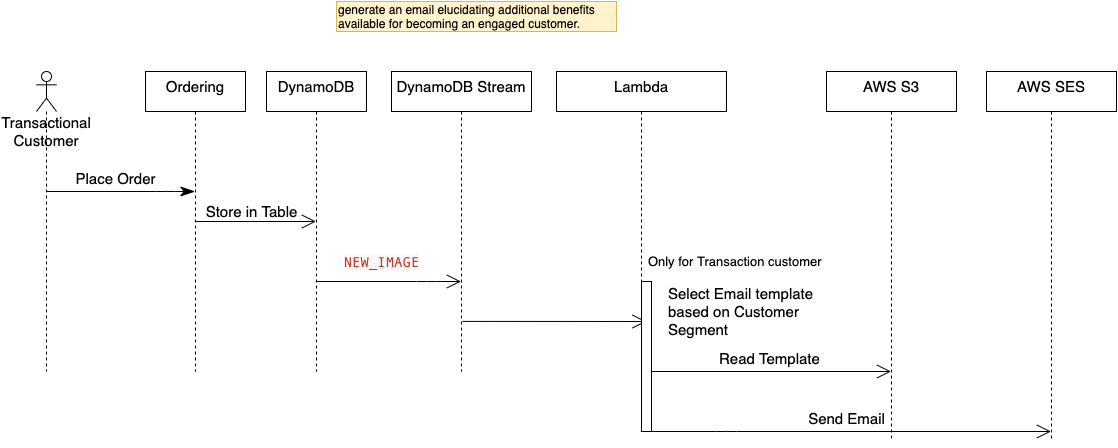 generate an email elucidating additional benefits
available for becoming an engaged customer.
Ordering
DynamoDB
DynamoDB Stream
Lambda
AWS S3
AWS SES
Transactional
Customer
Place Order
Store in Table
NEW_IMAGE
Only for Transaction customer
Select Email template
based on Customer
Segment
Read Template
Send Email